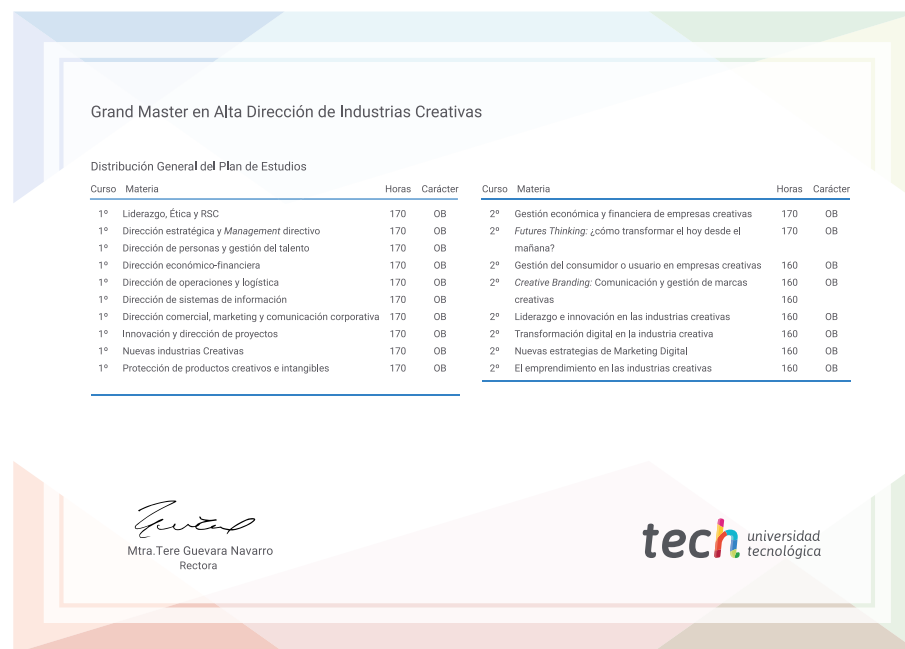 Grand Master en Alta Dirección de Industrias Creativas
Distribución General del Plan de Estudios
Curso Materia Horas Carácter
1º Liderazgo, Ética y RSC 170 OB
1º Dirección estratégica y Management directivo 170 OB
1º Dirección de personas y gestión del talento 170 OB
1º Dirección económico-financiera 170 OB
1º Dirección de operaciones y logística 170 OB
1º Dirección de sistemas de información 170 OB
1º Dirección comercial, marketing y comunicación corporativa 170 OB
1º Innovación y dirección de proyectos 170 OB
1º Nuevas industrias Creativas 170 OB
1º Protección de productos creativos e intangibles 170 OB
Curso Materia Horas Carácter
2º Gestión económica y financiera de empresas creativas 170 OB
2º Futures Thinking: ¿cómo transformar el hoy desde el 170 OB
mañana?
2º Gestión del consumidor o usuario en empresas creativas 160 OB
2º Creative Branding: Comunicación y gestión de marcas 160 OB
creativas 160
2º Liderazgo e innovación en las industrias creativas 160 OB
2º Transformación digital en la industria creativa 160 OB
2º Nuevas estrategias de Marketing Digital 160 OB
2º El emprendimiento en las industrias creativas 160 OB
Mtra.Tere Guevara Navarro
Rectora
tech universidad
tecnológica